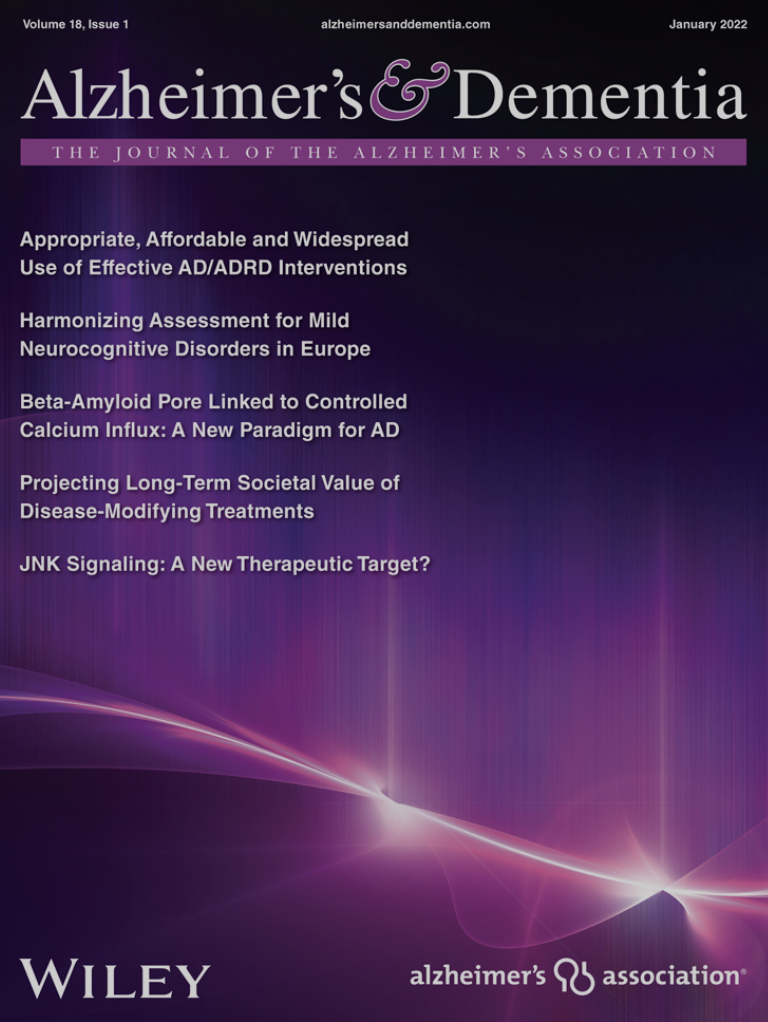 Volume 18, Issue 1 alzheimersanddementia.com January 2022
Alzheimer’s & Dementia
THE JOURNAL OF THE ALZHEIMER’S ASSOCIATION
Appropriate, Affordable and Widespread
Use of Effective AD/ADRD Interventions
Harmonizing Assessment for Mild
Neurocognitive Disorders in Europe
Beta-Amyloid Pore Linked to Controlled
Calcium Influx: A New Paradigm for AD
Projecting Long-Term Societal Value of
Disease-Modifying Treatments
JNK Signaling: A New Therapeutic Target?
WILEY alzheimer’s association®